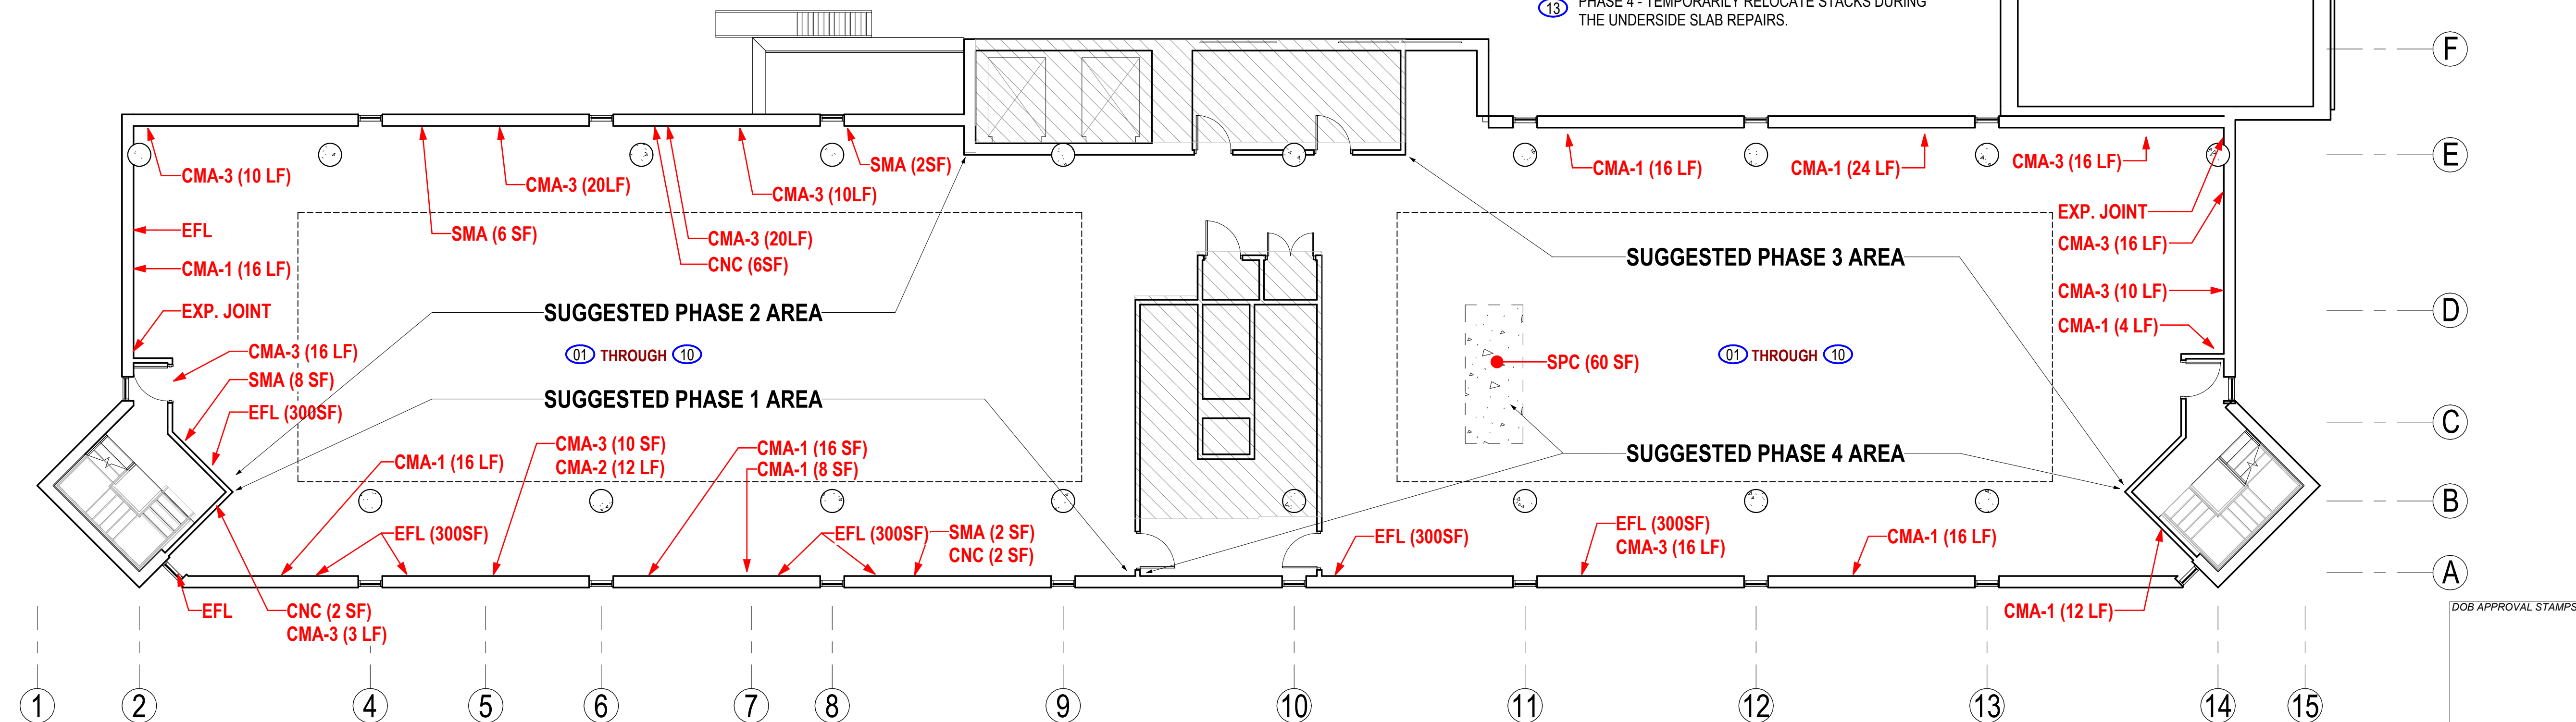 13 PHASE 4 - TEMPORARILY RELOCATE STACKS DURING
THE UNDERSIDE SLAB REPAIRS.
F
E
CMA-3 (10 LF)
SMA (6 SF)
CMA-3 (20LF)
CMA-3 (20LF)
CNC (6SF)
CMA-3 (10LF)
SMA (2SF)
CMA-1 (16 LF)
CMA-1 (24 LF)
CMA-3 (16 LF)
EFL
CMA-1 (16 LF)
EXP. JOINT
EXP. JOINT
CMA-3 (16 LF)
CMA-3 (10 LF)
CMA-1 (4 LF)
D
SUGGESTED PHASE 2 AREA
01 THROUGH 10
SUGGESTED PHASE 1 AREA
SUGGESTED PHASE 3 AREA
01 THROUGH 10
SPC (60 SF)
SUGGESTED PHASE 4 AREA
CMA-3 (16 LF)
SMA (8 SF)
EFL (300SF)
C
CMA-1 (16 LF)
EFL (300SF)
CMA-3 (10 SF)
CMA-2 (12 LF)
CMA-1 (16 SF)
CMA-1 (8 SF)
EFL (300SF)
SMA (2 SF)
CNC (2 SF)
EFL (300SF)
EFL (300SF)
CMA-3 (16 LF)
CMA-1 (16 LF)
B
A
EFL
CNC (2 SF)
CMA-3 (3 LF)
CMA-1 (12 LF)
DOB APPROVAL STAMPS
1 2 4 5 6 7 8 9 10 11 12 13 14 15